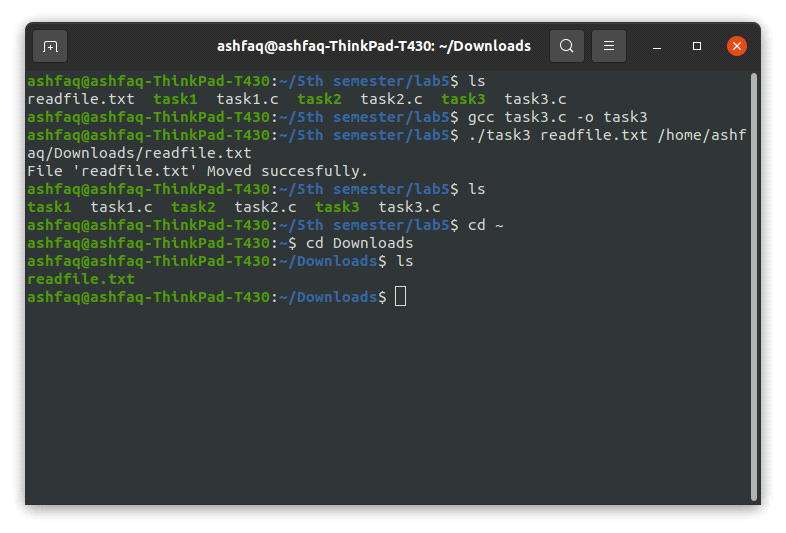 ashfaq@ashfaq-ThinkPad-T430: ~/Downloads
ashfaq@ashfaq-ThinkPad-T430:~/5th semester/lab5$ ls
readfile.txt  task1  task1.c  task2  task2.c  task3  task3.c
ashfaq@ashfaq-ThinkPad-T430:~/5th semester/lab5$ gcc task3.c -o task3
ashfaq@ashfaq-ThinkPad-T430:~/5th semester/lab5$ ./task3 readfile.txt /home/ashf
aq/Downloads/readfile.txt
File 'readfile.txt' Moved succesfully.
ashfaq@ashfaq-ThinkPad-T430:~/5th semester/lab5$ ls
task1  task1.c  task2  task2.c  task3  task3.c
ashfaq@ashfaq-ThinkPad-T430:~/5th semester/lab5$ cd ~
ashfaq@ashfaq-ThinkPad-T430:~$ cd Downloads
ashfaq@ashfaq-ThinkPad-T430:~/Downloads$ ls
readfile.txt
ashfaq@ashfaq-ThinkPad-T430:~/Downloads$